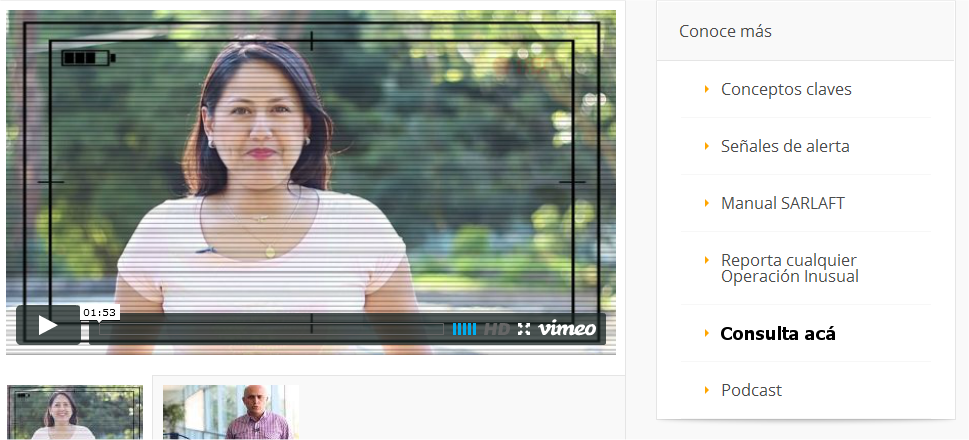 01:53
HD
vimeo
Conoce más
Conceptos claves
Señales de alerta
Manual SARLAFT
Reporta cualquier
Operación Inusual
Consulta acá
Podcast